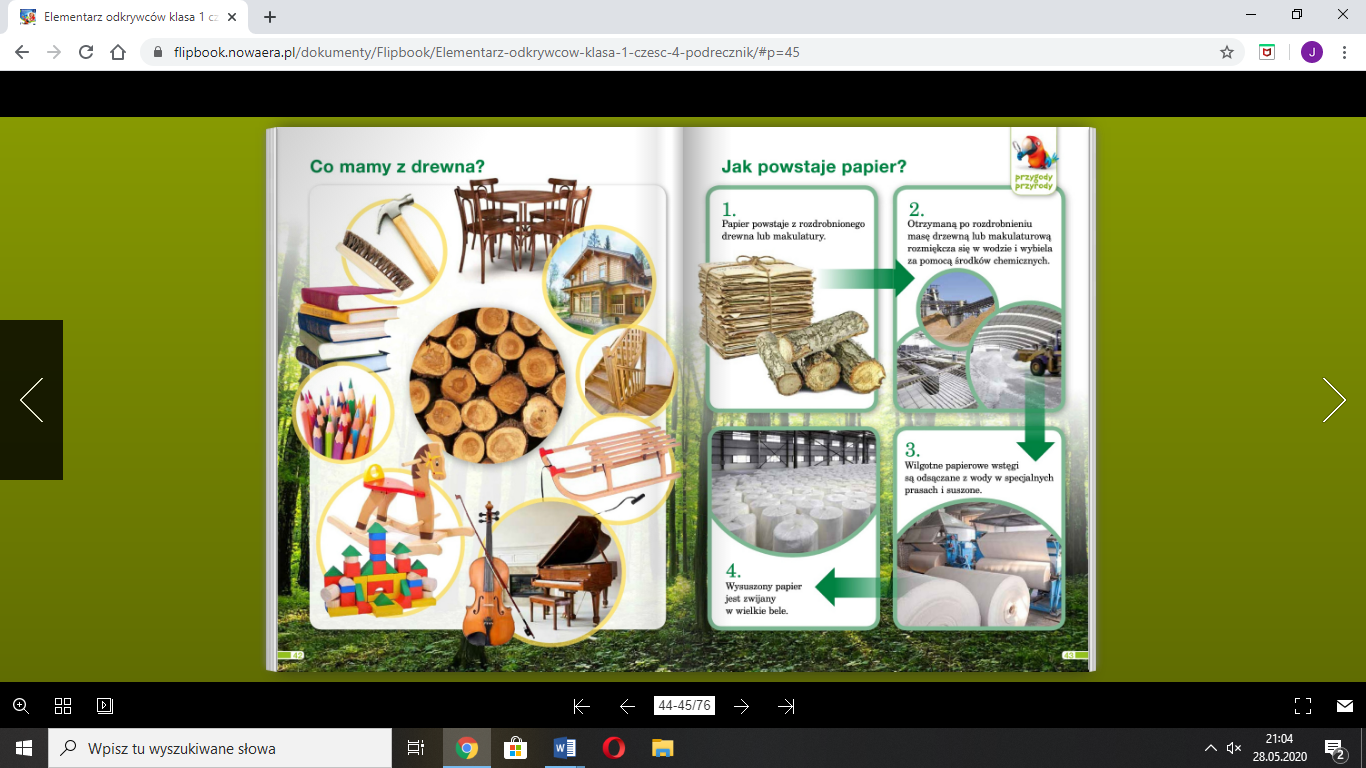 Elementarz odkrywców klasa 1 cz
flipbook.nowaera.pl/dokumenty/Flipbook/Elementarz-odkrywcow-klasa-1-czesc-4-podrecznik/#p=45
J
Co mamy z drewna?
42
Jak powstaje papier?
przygody
przyrody
1.
Papier powstaje z rozdrobnionego
drewna lub makulatury.
2.
Otrzymaną po rozdrobnieniu
masę drzewną lub makulaturową
rozmiękcza się w wodzie i wybiela
za pomocą środków chemicznych.
3.
Wilgotne papierowe wstęgi
są odsączane z wody w specjalnych
prasach i suszone.
4.
Wysuszony papier
jest zwijany
w wielkie bele.
43
44-45/76
Wpisz tu wyszukiwane słowa
21:04
28.05.2020
2